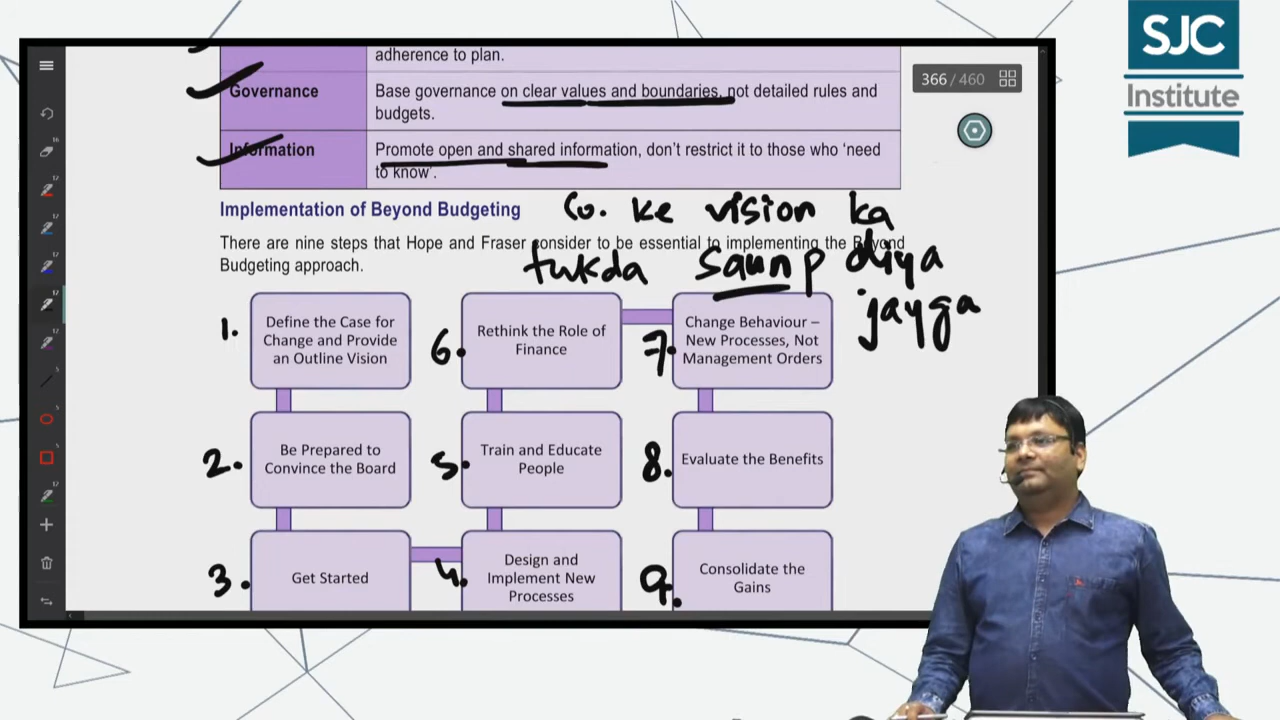 SJC
Institute
366 / 460
adherence to plan.
Governance
Base governance on clear values and boundaries, not detailed rules and
budgets.
Information
Promote open and shared information, don't restrict it to those who 'need
to know'.
Implementation of Beyond Budgeting
Co. ke vision ka
There are nine steps that Hope and Fraser consider to be essential to implementing the Beyond
Budgeting approach.
tukda saunp diya
jayga
1.
Define the Case for
Change and Provide
an Outline Vision
2.
Be Prepared to
Convince the Board
3.
Get Started
4.
Design and
Implement New
Processes
5.
Train and Educate
People
6.
Rethink the Role of
Finance
7.
Change Behaviour –
New Processes, Not
Management Orders
8.
Evaluate the Benefits
9.
Consolidate the
Gains